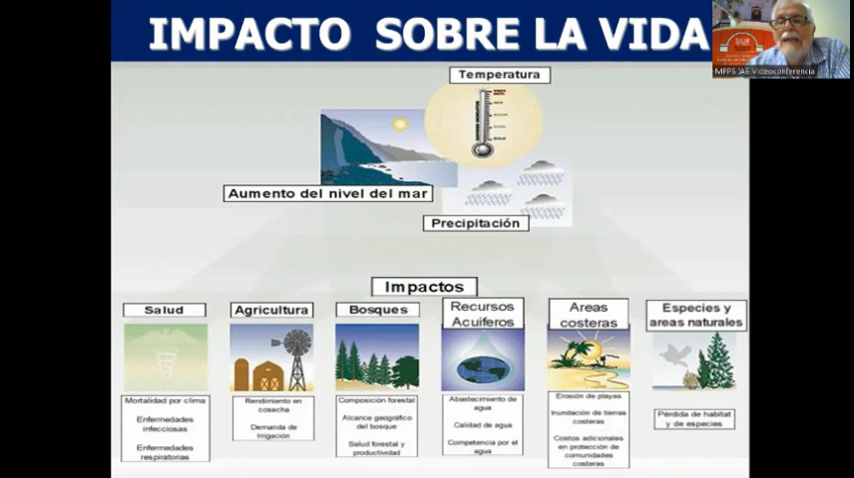 IMPACTO SOBRE LA VIDA
MPPS IAE Videoconferencia
Temperatura
Aumento del nivel del mar
Precipitación
Impactos
Salud
Mortalidad por clima
Enfermedades
infecciosas
Enfermedades
respiratorias
Agricultura
Rendimiento en
cosecha
Demanda de
Irrigación
Bosques
Composición forestal
Alcance geográfico
del bosque
Salud forestal y
productividad
Recursos
Acuíferos
Abastecimiento de
agua
Calidad de agua
Competencia por el
agua
Areas
costeras
Erosión de playas
Inundación de tierras
costeras
Costos adicionales
en protección de
comunidades
costeras
Especies y
areas naturales
Pérdida de habitat
y de especies